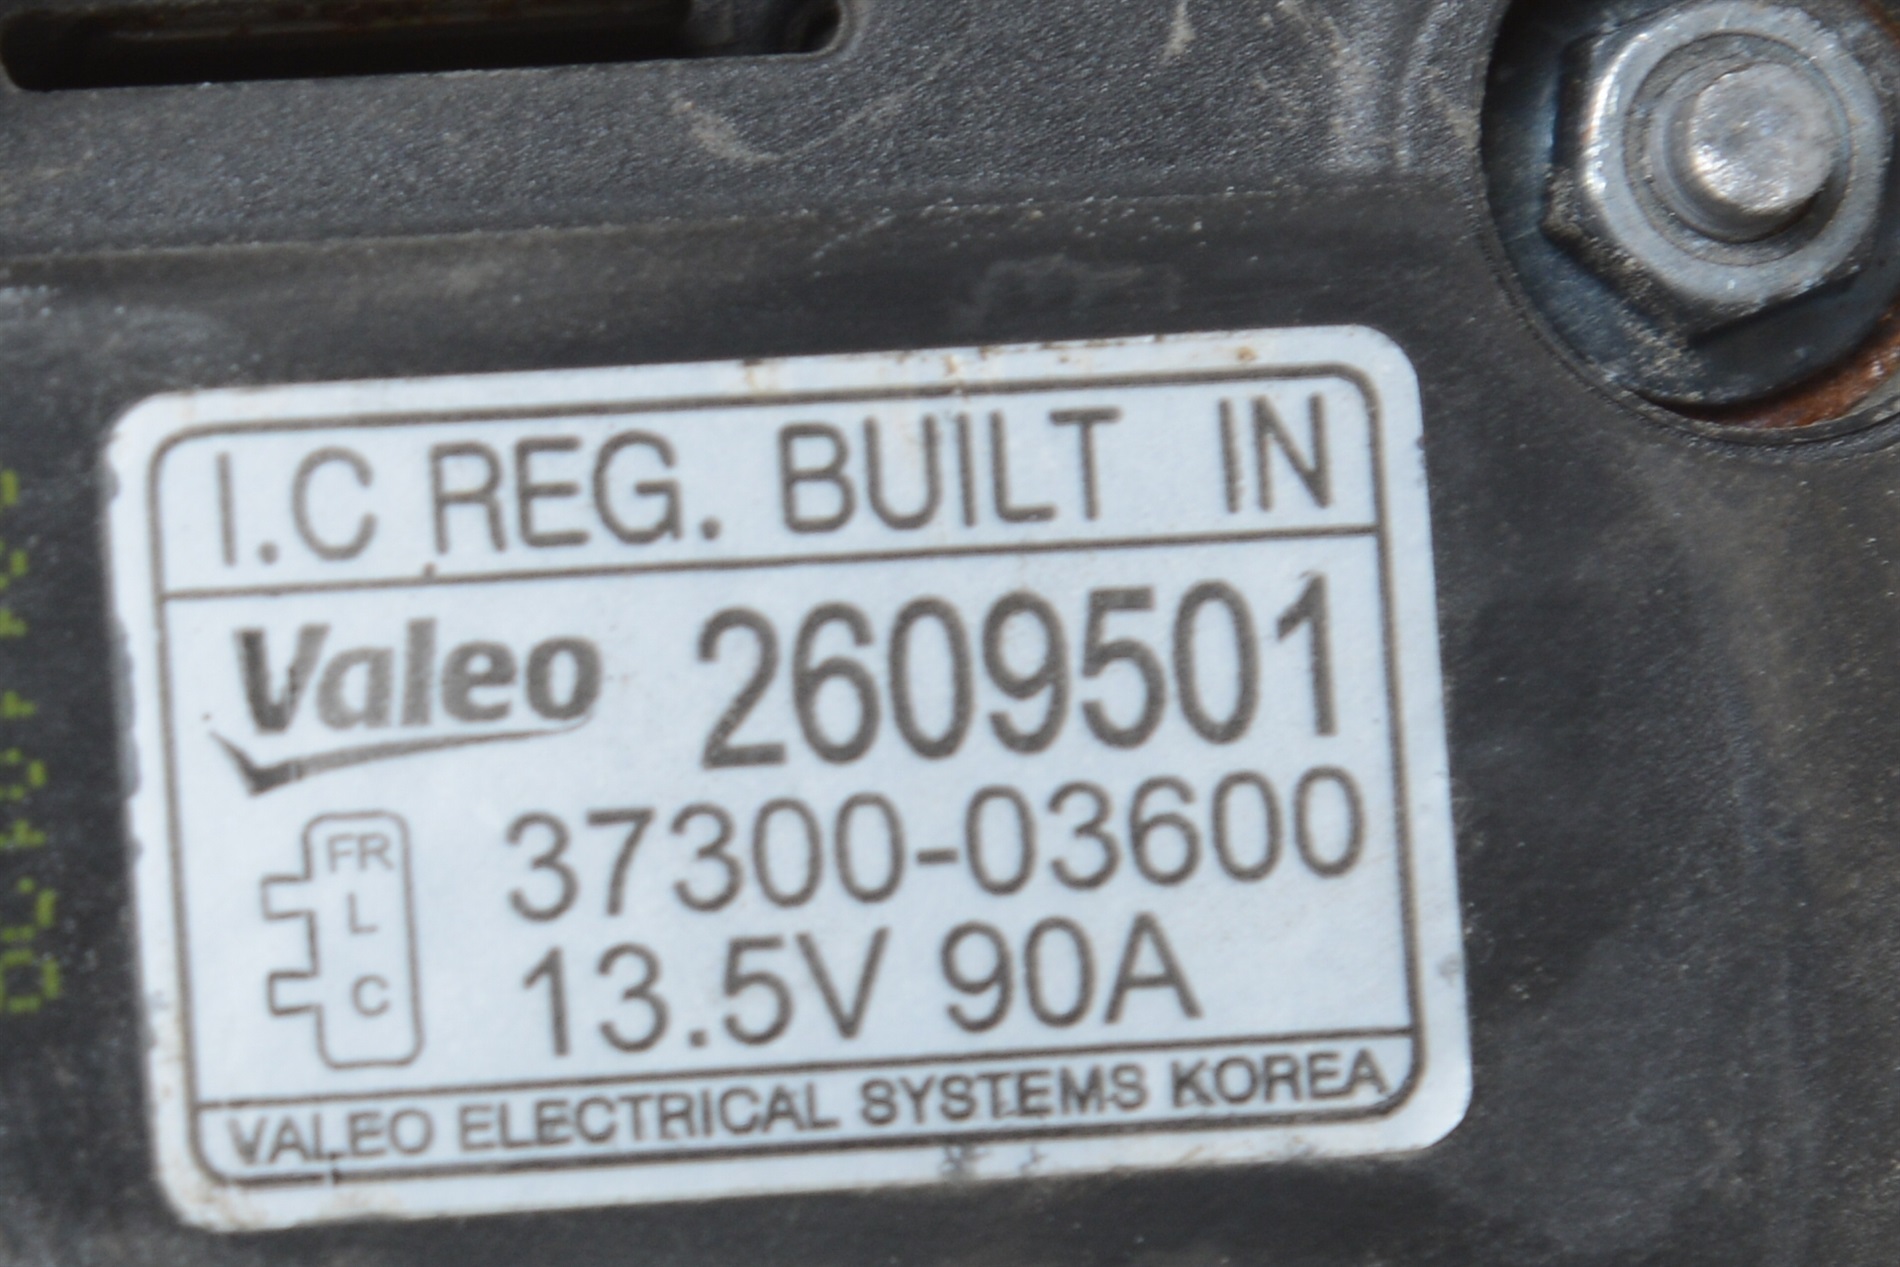 I.C REG. BUILT IN
Valeo 2609501
FR
37300-03600
L
C
13.5V 90A
VALEO ELECTRICAL SYSTEMS KOREA